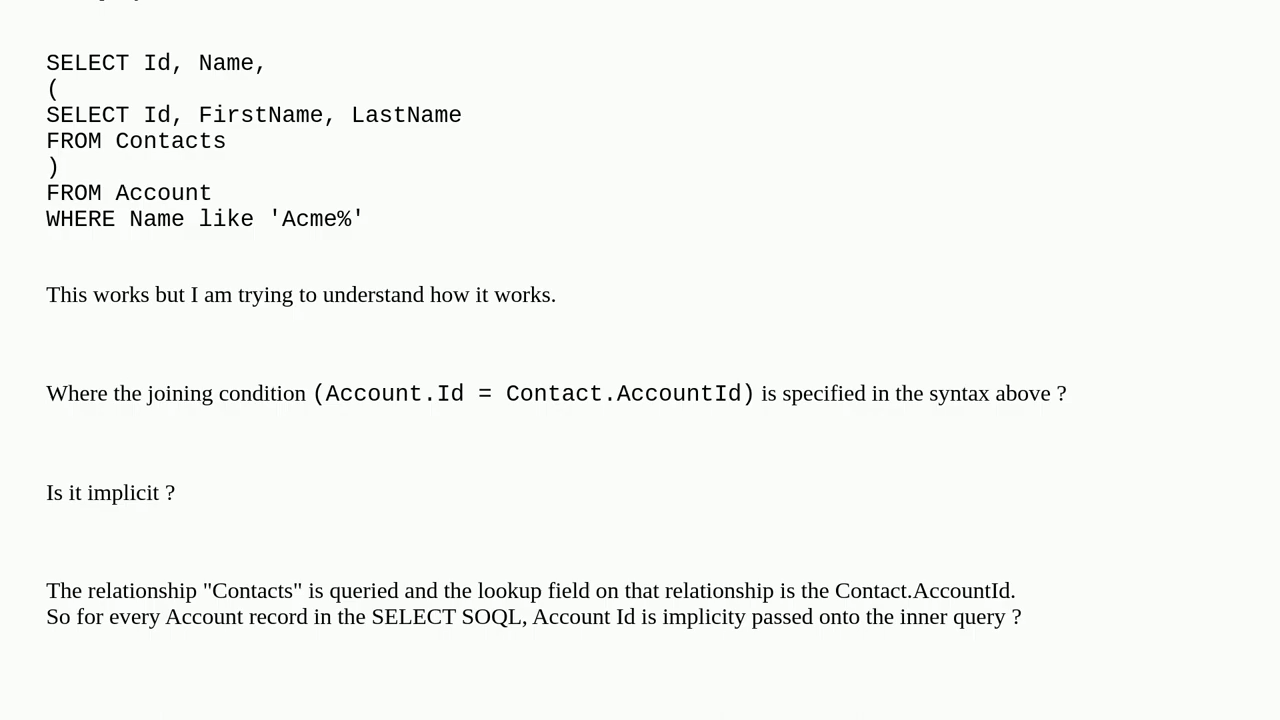 SELECT Id, Name,
(
SELECT Id, FirstName, LastName
FROM Contacts
)
FROM Account
WHERE Name like 'Acme%'
This works but I am trying to understand how it works.
Where the joining condition (Account.Id = Contact.AccountId) is specified in the syntax above ?
Is it implicit ?
The relationship "Contacts" is queried and the lookup field on that relationship is the Contact.AccountId.
So for every Account record in the SELECT SOQL, Account Id is implicity passed onto the inner query ?